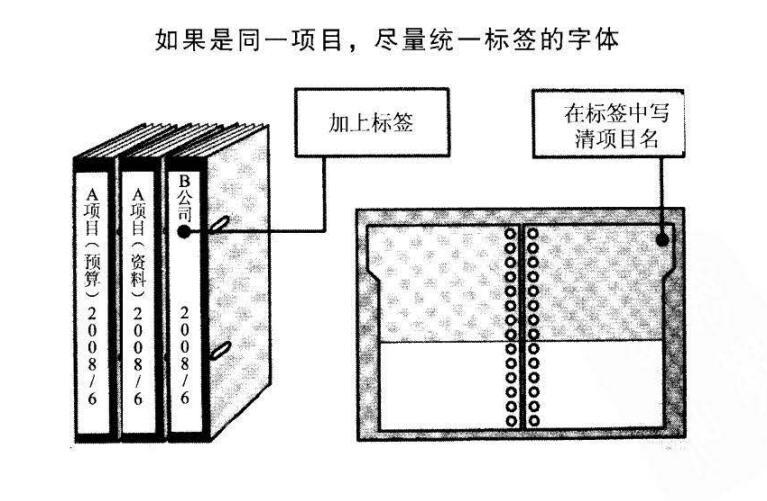 如果是同一项目，尽量统一标签的字体
加上标签
在标签中写
清项目名
A项目（预算）2008/6
A项目（资料）2008/6
B公司 2008/6